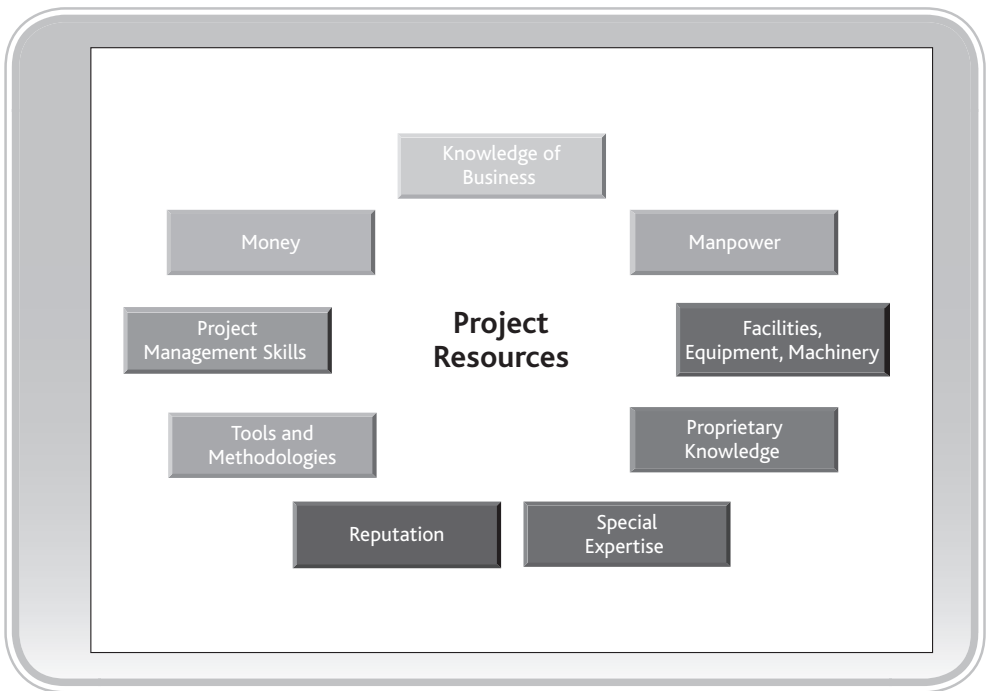 Knowledge of
Business
Money
Manpower
Project
Management Skills
Project
Resources
Facilities,
Equipment, Machinery
Tools and
Methodologies
Proprietary
Knowledge
Reputation
Special
Expertise